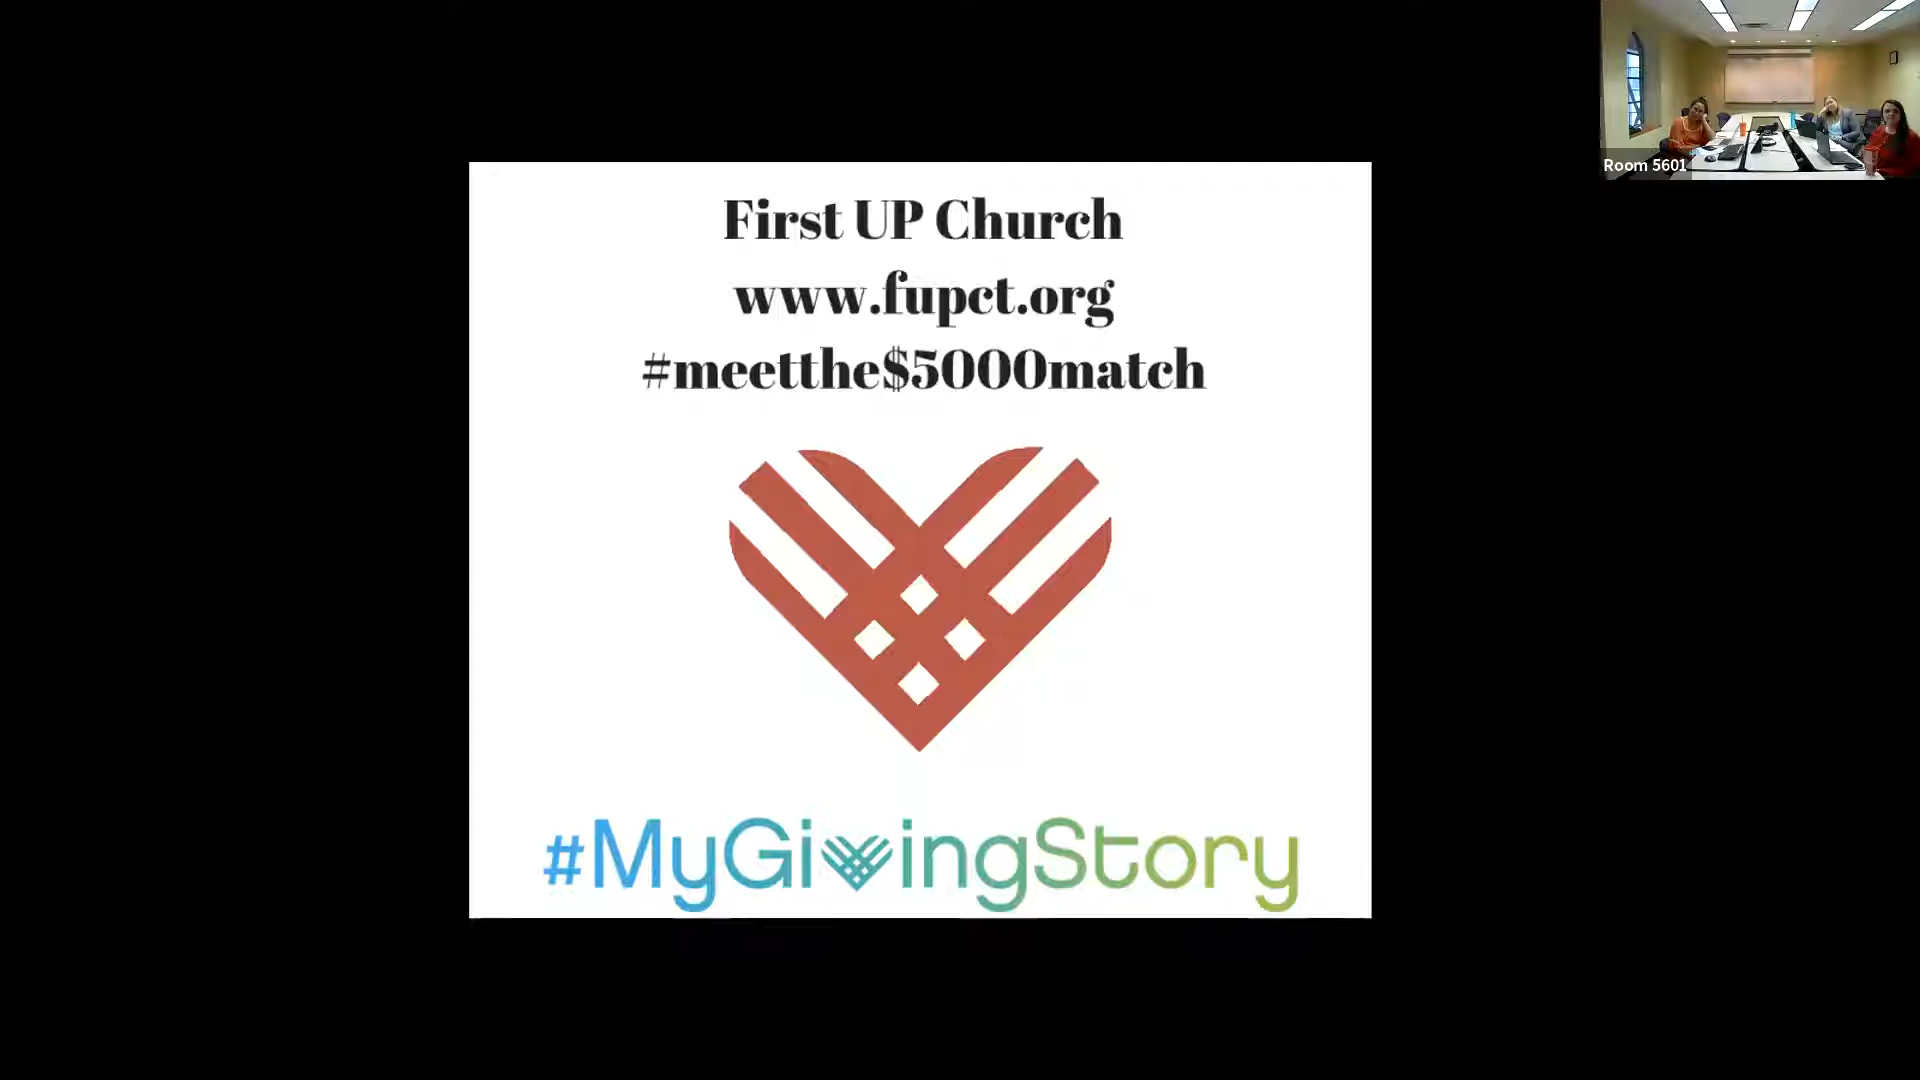 First UP Church
www.fupct.org
#meetthe$5000match
#MyGivingStory
Room 5601